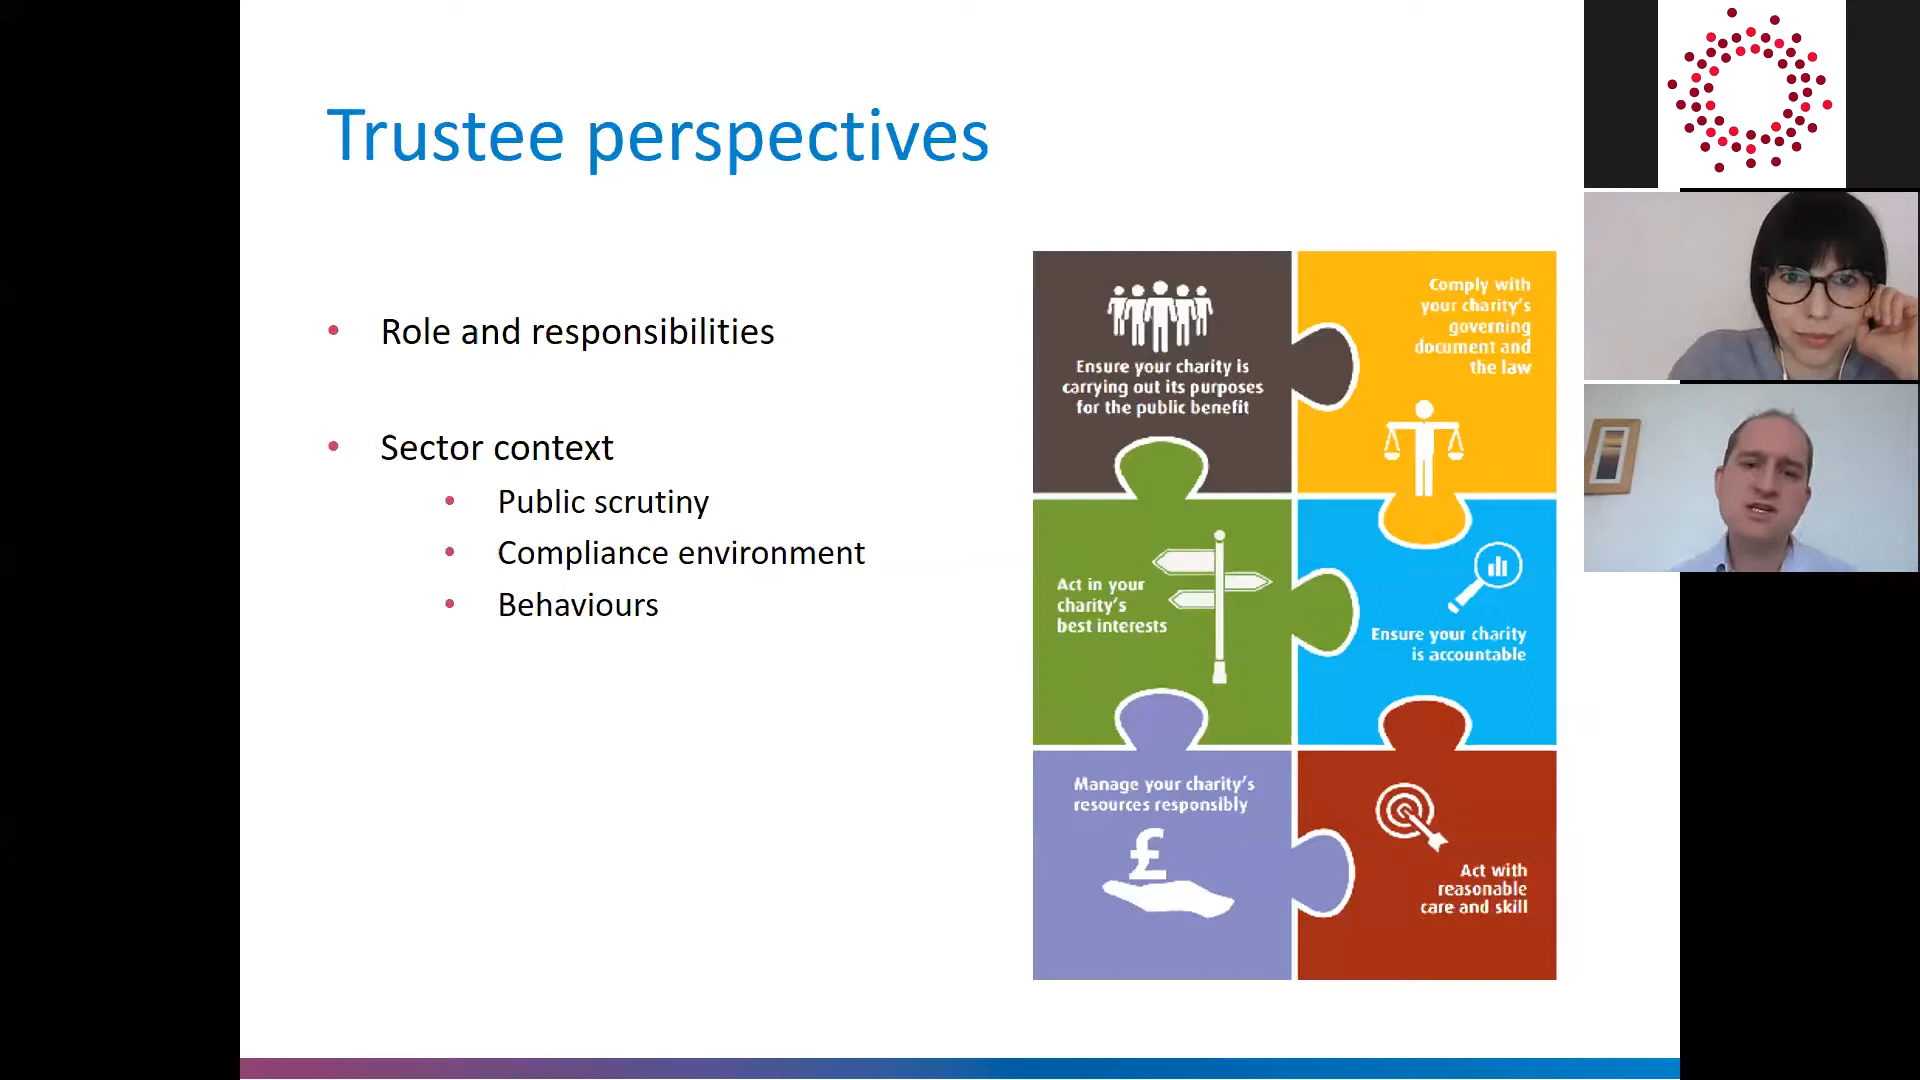 Trustee perspectives
Role and responsibilities
Sector context
Public scrutiny
Compliance environment
Behaviours
Ensure your charity is
carrying out its purposes
for the public benefit
Comply with
your charity's
governing
document and
the law
Act in your
charity's
best interests
Ensure your charity
is accountable
Manage your charity's
resources responsibly
£
Act with
reasonable
care and skill